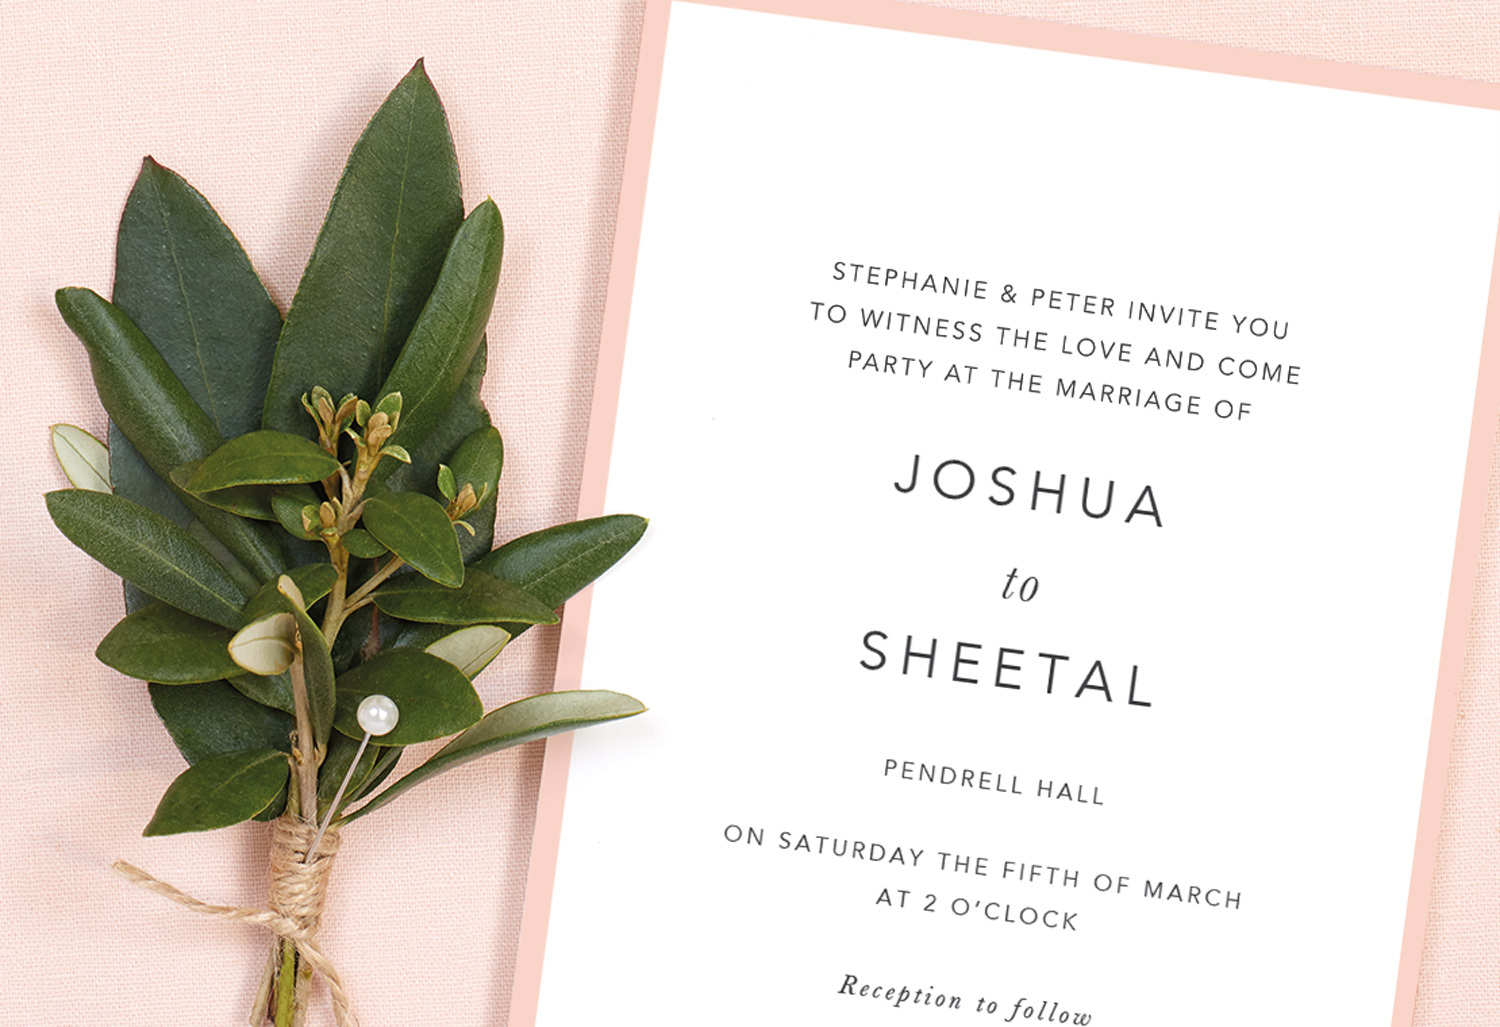 STEPHANIE & PETER INVITE YOU
TO WITNESS THE LOVE AND COME
PARTY AT THE MARRIAGE OF
JOSHUA
to
SHEETAL
PENDRELL HALL
ON SATURDAY THE FIFTH OF MARCH
AT 2 O’CLOCK
Reception to follow